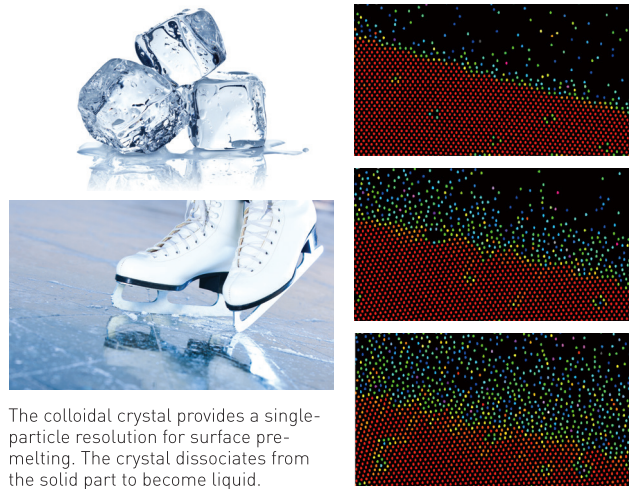 The colloidal crystal provides a single-
particle resolution for surface pre-
melting. The crystal dissociates from
the solid part to become liquid.